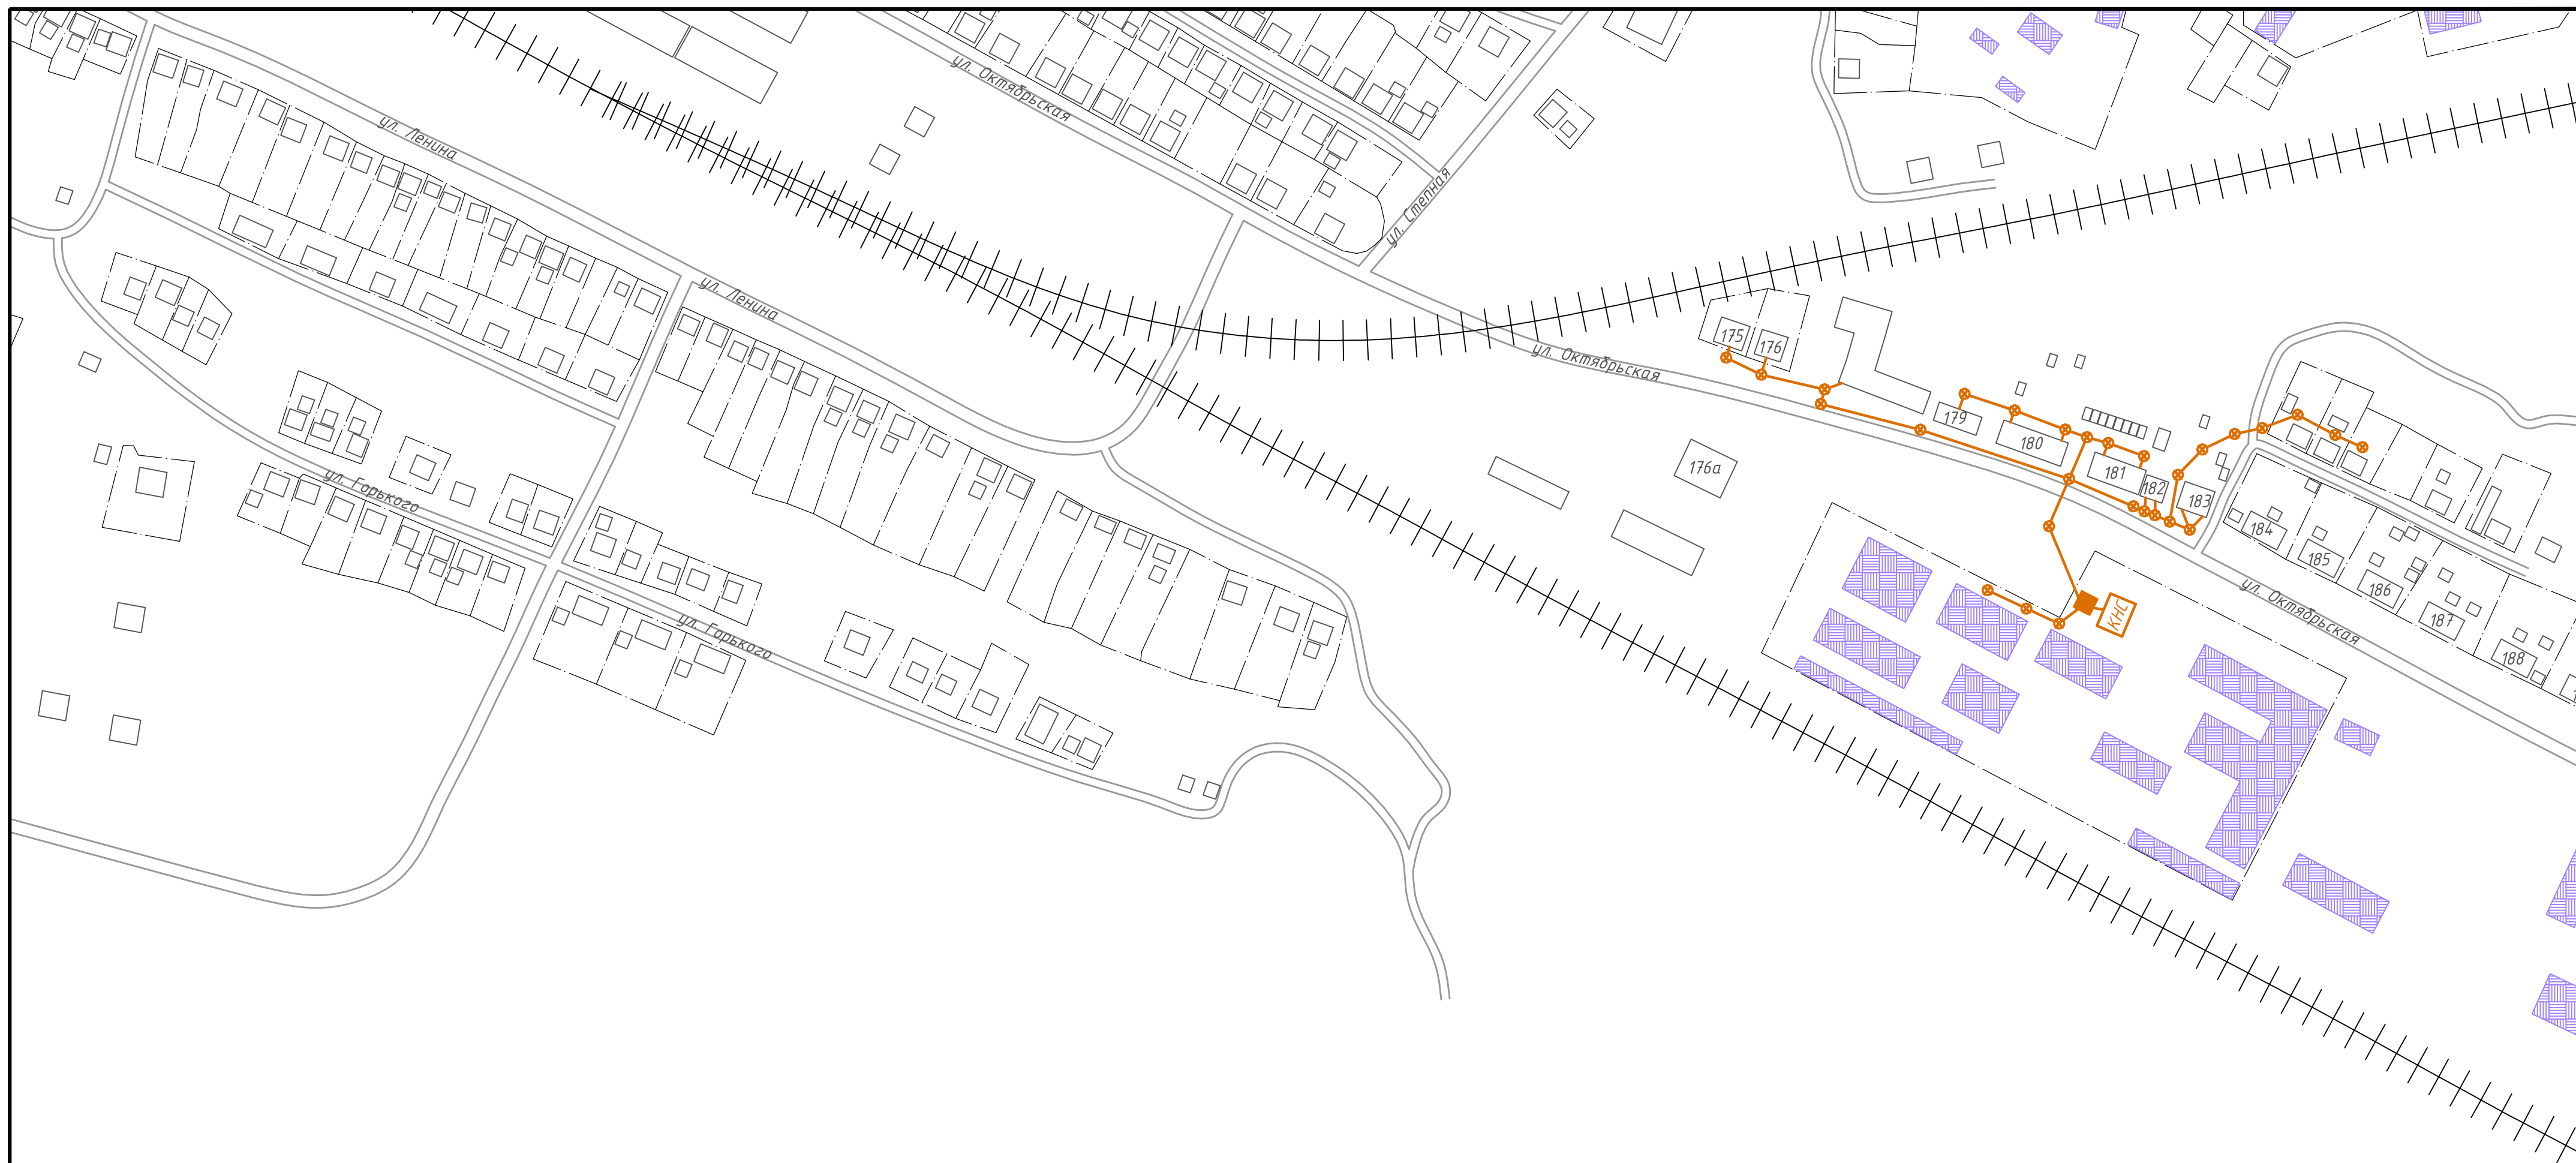 ул. Октябрьская
ул. Ленина
ул. Степная
ул. Ленина
175
176
ул. Октябрьская
179
180
176а
181
182
183
ул. Горького
184
185
186
ул. Октябрьская
187
188
КНС
ул. Горького